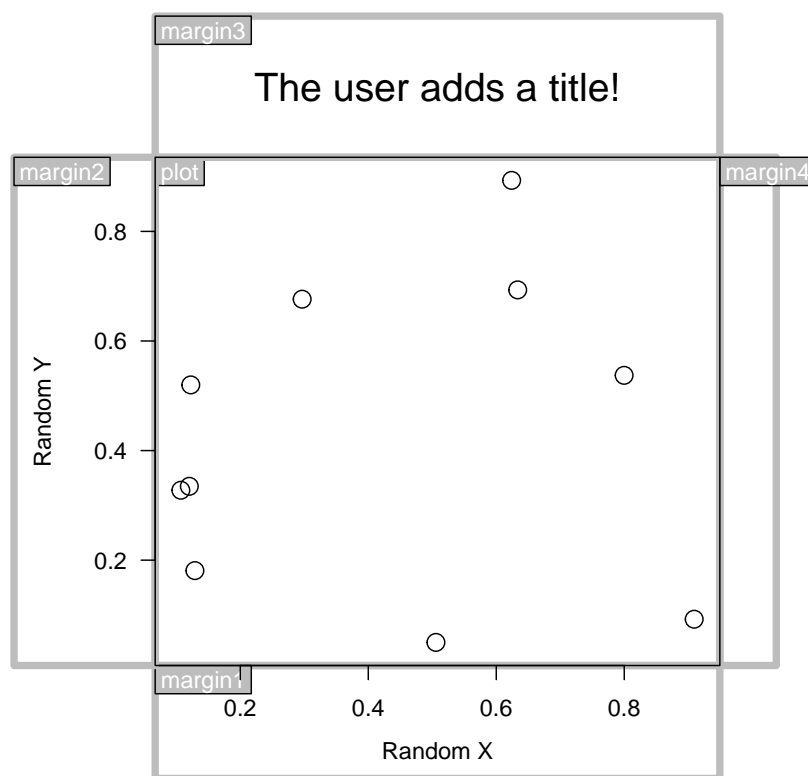 margin3
The user adds a title!
margin2
plot
margin4
0.8
0.6
0.4
0.2
Random Y
margin1
0.2 0.4 0.6 0.8
Random X